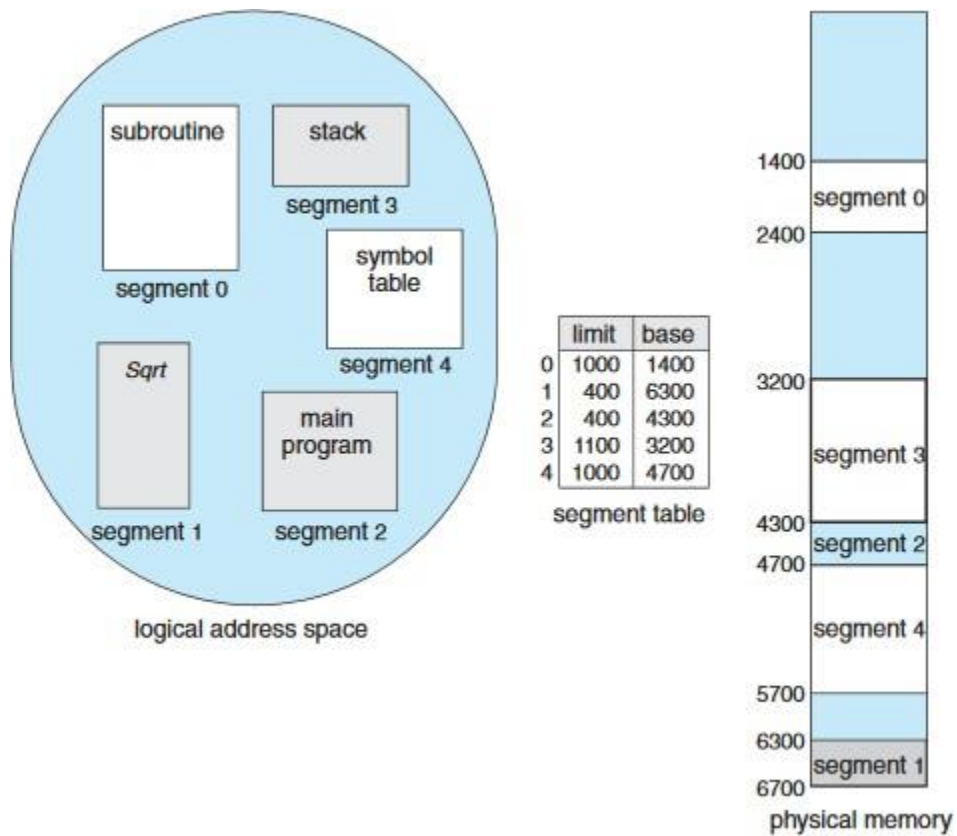 subroutine
stack
segment 3
segment 0
symbol
table
segment 4
Sqrt
segment 1
main
program
segment 2
logical address space
limit base
0 1000 1400
1 400 6300
2 400 4300
3 1100 3200
4 1000 4700
segment table
1400
segment 0
2400
3200
segment 3
4300
segment 2
4700
segment 4
5700
6300
segment 1
6700
physical memory